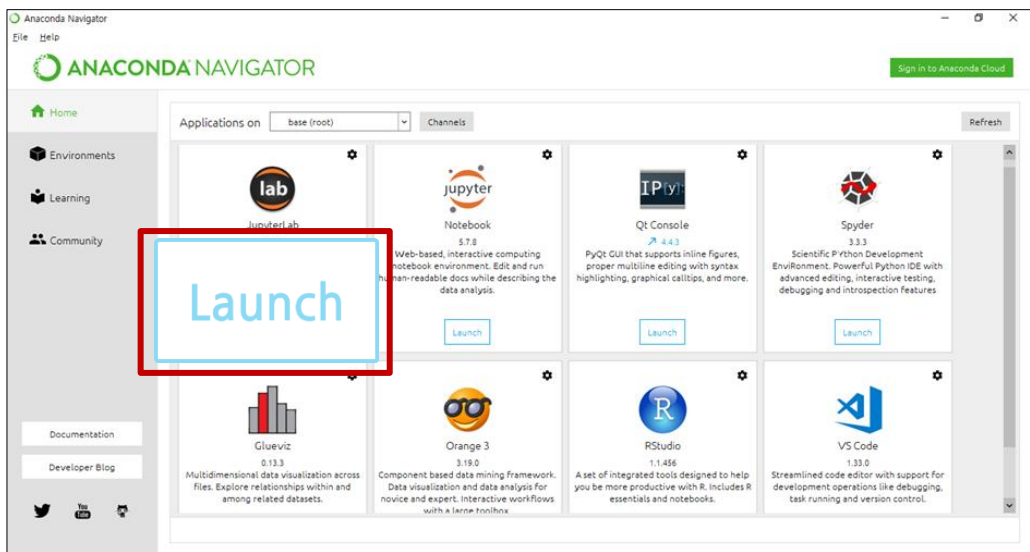 Anaconda Navigator
File Help
ANACONDA NAVIGATOR
Sign in to Anaconda Cloud
Home
Applications on base (root) Channels Refresh
Environments
Learning
Community
lab
JupyterLab
jupyter
Notebook
5.7.8
Web-based, interactive computing
notebook environment. Edit and run
human-readable docs while describing the
data analysis.
Launch
IP[y]:
Qt Console
4.4.3
PyQt GUI that supports inline figures,
proper multiline editing with syntax
highlighting, graphical calltips, and more.
Launch
Spyder
3.3.3
Scientific PYthon Development
EnviRonment. Powerful Python IDE with
advanced editing, interactive testing,
debugging and introspection features
Launch
Launch
Glueviz
0.13.3
Multidimensional data visualization across
files. Explore relationships within and
among related datasets.
Orange 3
3.19.0
Component based data mining framework.
Data visualization and data analysis for
novice and expert. Interactive workflows
with a large toolbox.
R
RStudio
1.1.456
A set of integrated tools designed to help
you be more productive with R. Includes R
essentials and notebooks.
VS Code
1.33.0
Streamlined code editor with support for
development operations like debugging,
task running and version control.
Documentation
Developer Blog
You
Tube